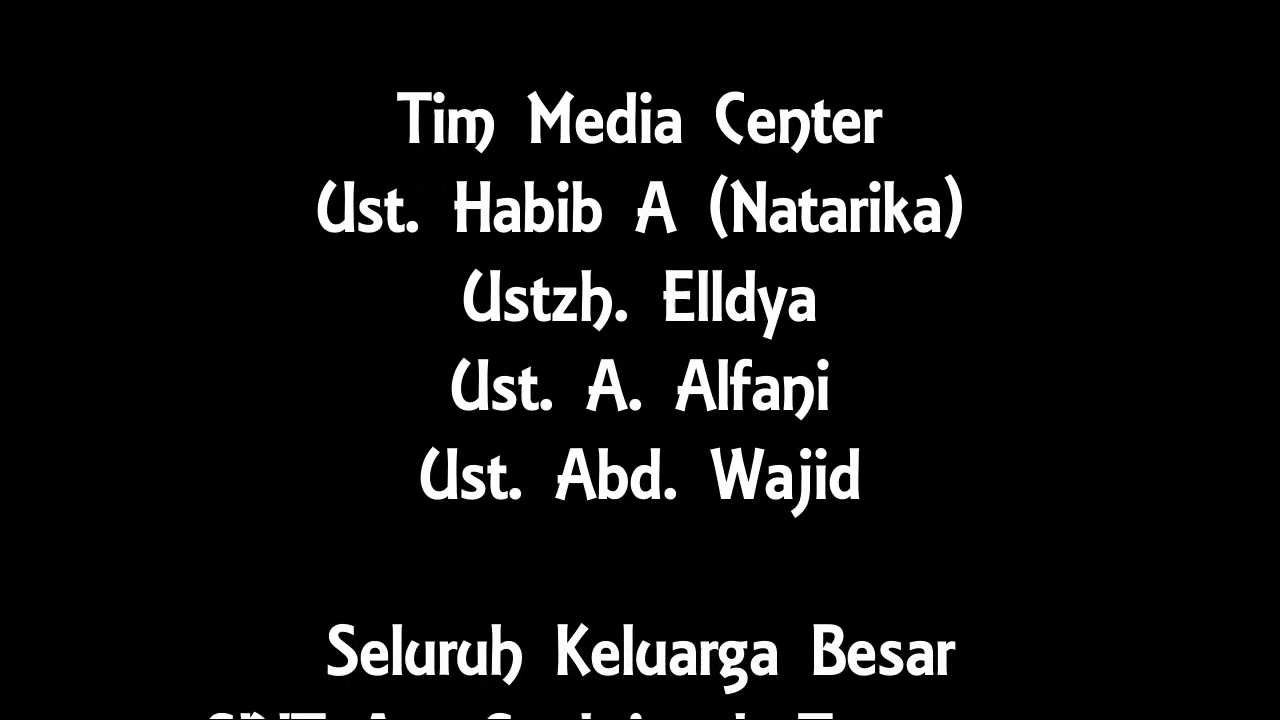 Tim Media Center
Ust. Habib A (Natarika)
Ustzh. Elldya
Ust. A. Alfani
Ust. Abd. Wajid
Seluruh Keluarga Besar